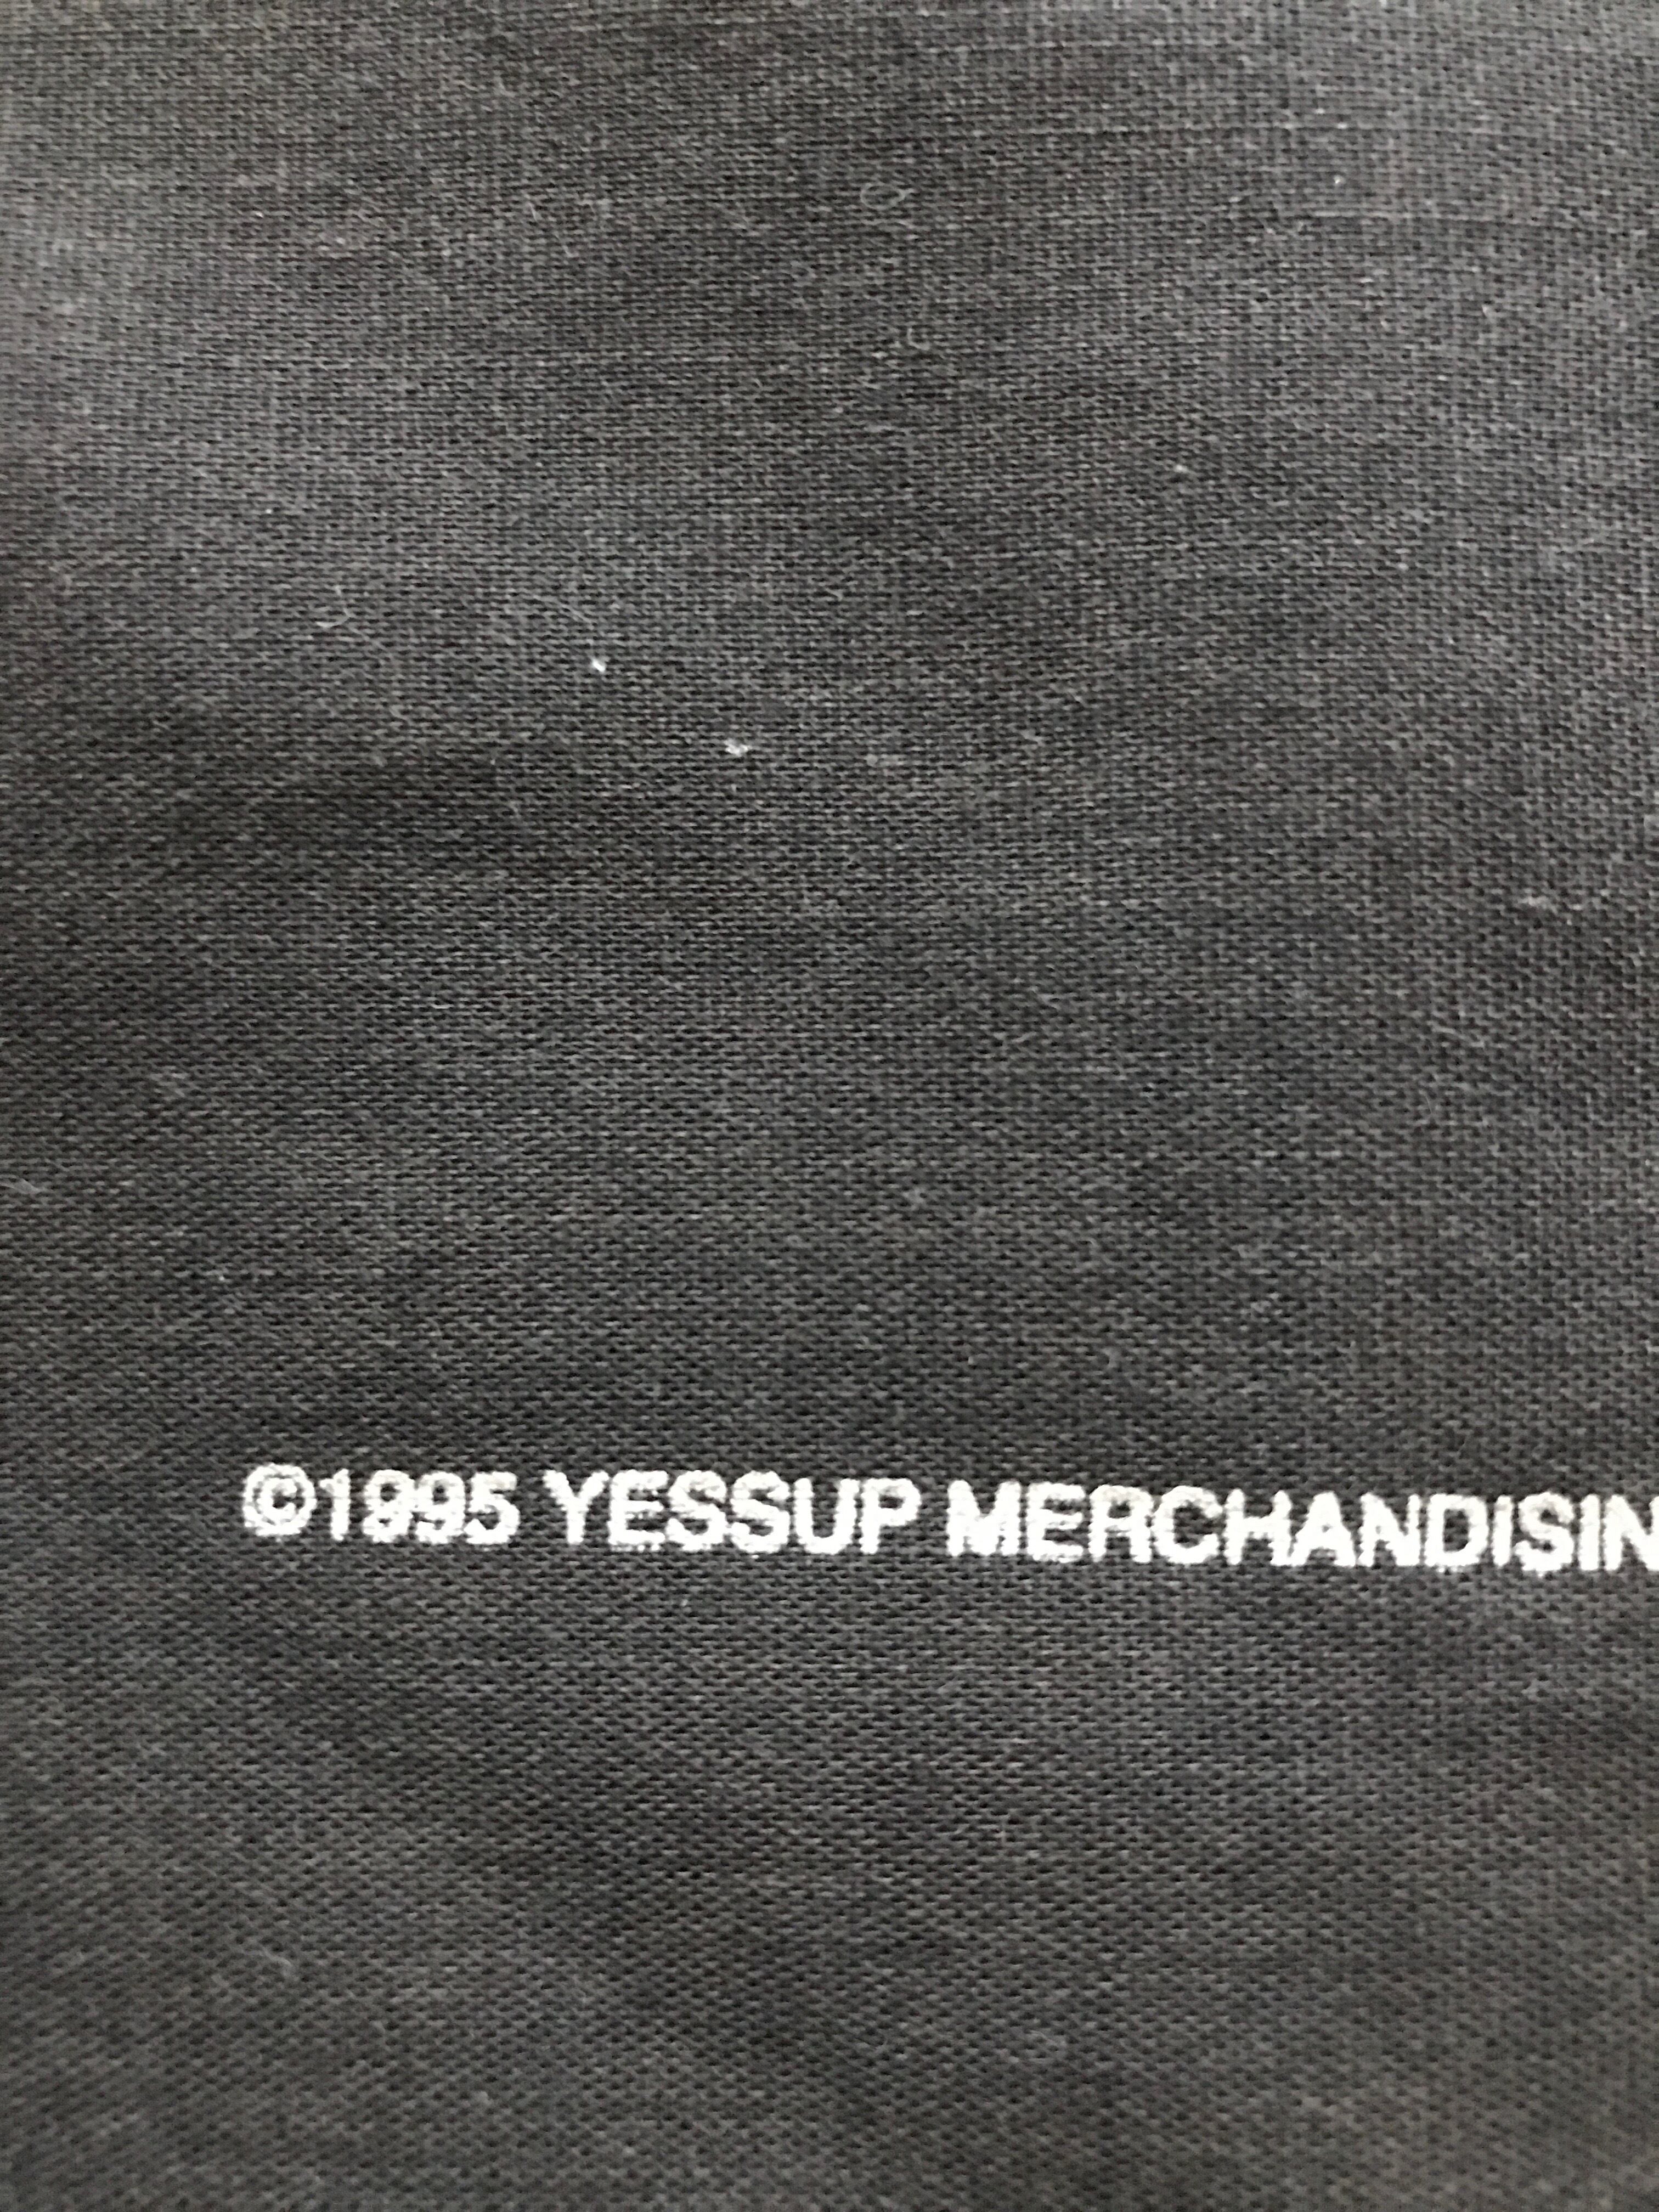 ©1995 YESSUP MERCHANDISIN